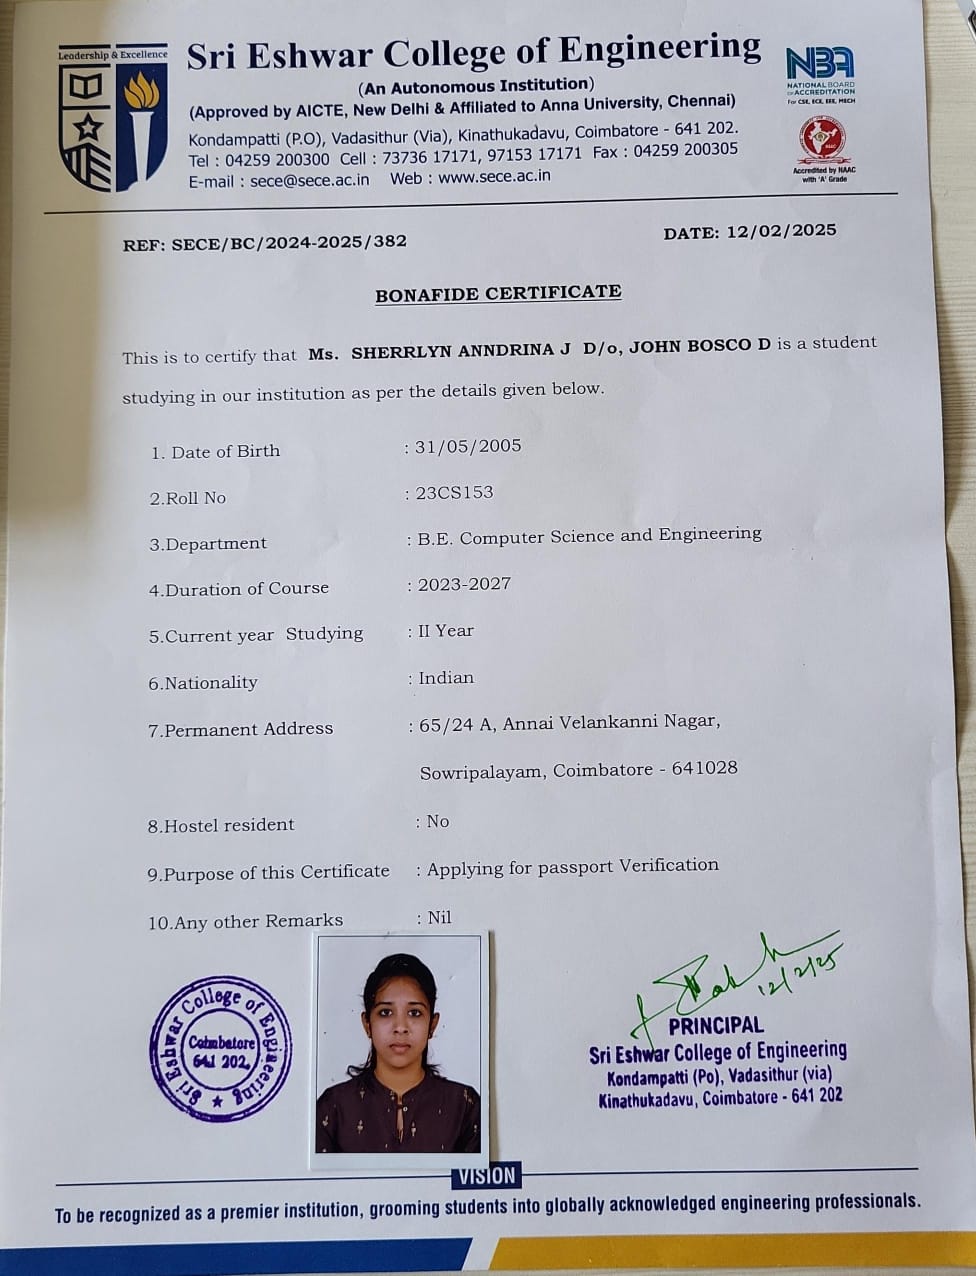 Leadership & Excellence
Sri Eshwar College of Engineering
(An Autonomous Institution)
(Approved by AICTE, New Delhi & Affiliated to Anna University, Chennai)
Kondampatti (P.O), Vadasithur (Via), Kinathukadavu, Coimbatore - 641 202.
Tel : 04259 200300 Cell : 73736 17171, 97153 17171 Fax : 04259 200305
E-mail : sece@sece.ac.in Web : www.sece.ac.in
NBA
NATIONAL BOARD
OF ACCREDITATION
For CSE, ECE, EEE, MECH
Accredited by NAAC
with 'A' Grade
REF: SECE/BC/2024-2025/382
DATE: 12/02/2025
BONAFIDE CERTIFICATE
This is to certify that Ms. SHERRLYN ANNDRINA J D/o, JOHN BOSCO D is a student
studying in our institution as per the details given below.
1. Date of Birth : 31/05/2005
2.Roll No : 23CS153
3.Department : B.E. Computer Science and Engineering
4.Duration of Course : 2023-2027
5.Current year Studying : II Year
6.Nationality : Indian
7.Permanent Address : 65/24 A, Annai Velankanni Nagar,
Sowripalayam, Coimbatore - 641028
8.Hostel resident : No
9.Purpose of this Certificate : Applying for passport Verification
10.Any other Remarks : Nil
Sri Eshwar College of Engineering
Coimbatore
641 202
12/2/25
PRINCIPAL
Sri Eshwar College of Engineering
Kondampatti (Po), Vadasithur (via)
Kinathukadavu, Coimbatore - 641 202
VISION
To be recognized as a premier institution, grooming students into globally acknowledged engineering professionals.